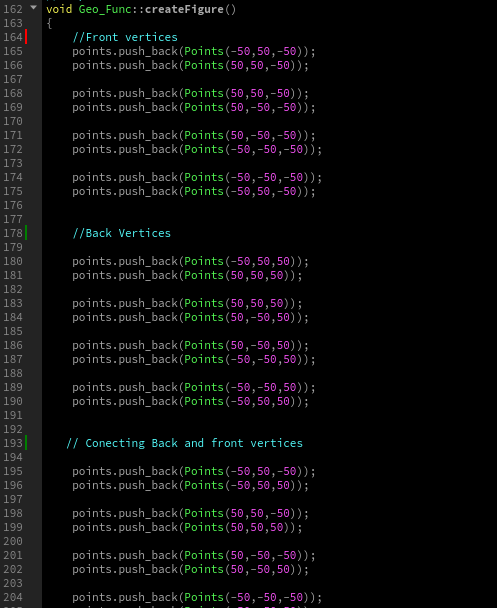 162 void Geo_Func::createFigure()
163 {
164 //Front vertices
165 points.push_back(Points(-50,50,-50));
166 points.push_back(Points(50,50,-50));
167
168 points.push_back(Points(50,50,-50));
169 points.push_back(Points(50,-50,-50));
170
171 points.push_back(Points(50,-50,-50));
172 points.push_back(Points(-50,-50,-50));
173
174 points.push_back(Points(-50,-50,-50));
175 points.push_back(Points(-50,50,-50));
176
177
178 //Back Vertices
179
180 points.push_back(Points(-50,50,50));
181 points.push_back(Points(50,50,50));
182
183 points.push_back(Points(50,50,50));
184 points.push_back(Points(50,-50,50));
185
186 points.push_back(Points(50,-50,50));
187 points.push_back(Points(-50,-50,50));
188
189 points.push_back(Points(-50,-50,50));
190 points.push_back(Points(-50,50,50));
191
192
193 // Conecting Back and front vertices
194
195 points.push_back(Points(-50,50,-50));
196 points.push_back(Points(-50,50,50));
197
198 points.push_back(Points(50,50,-50));
199 points.push_back(Points(50,50,50));
200
201 points.push_back(Points(50,-50,-50));
202 points.push_back(Points(50,-50,50));
203
204 points.push_back(Points(-50,-50,-50));